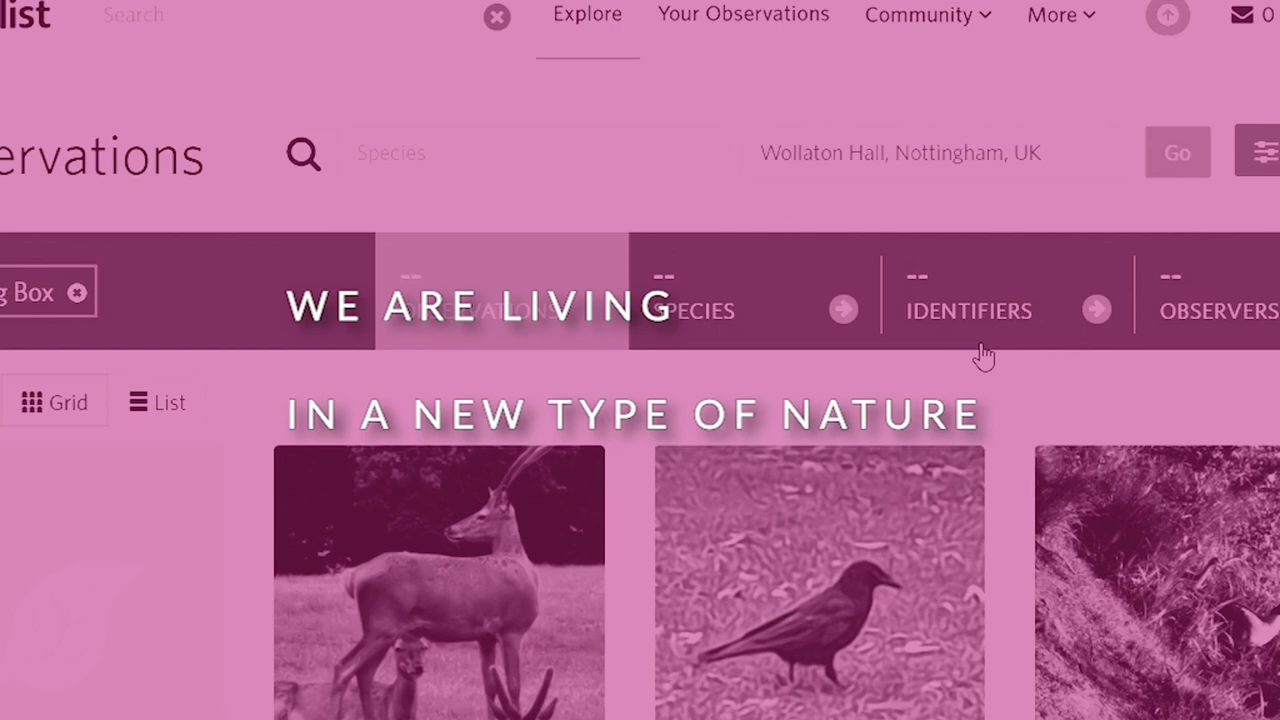 list Search Explore Your Observations Community More 0
ervations Species Wollaton Hall, Nottingham, UK Go
-- -- -- --
g Box OBSERVATIONS SPECIES IDENTIFIERS OBSERVERS
WE ARE LIVING
Grid List
IN A NEW TYPE OF NATURE